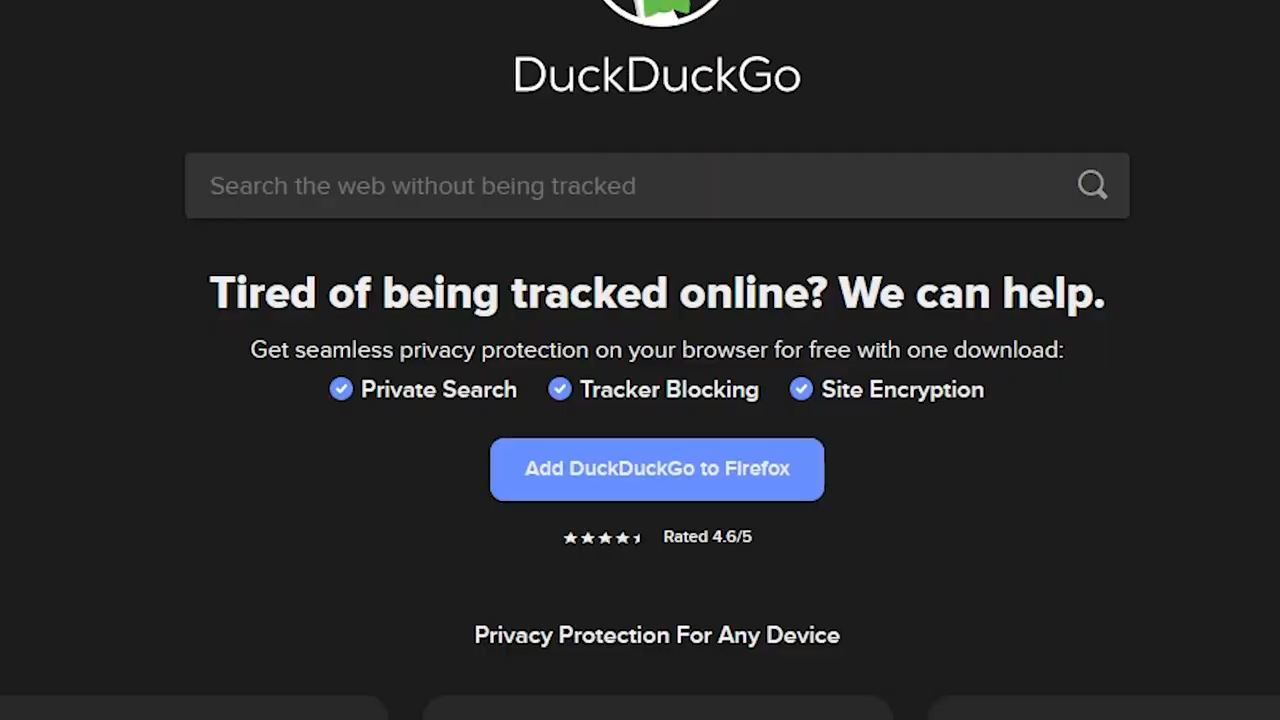 DuckDuckGo
Search the web without being tracked
Tired of being tracked online? We can help.
Get seamless privacy protection on your browser for free with one download:
Private Search Tracker Blocking Site Encryption
Add DuckDuckGo to Firefox
Rated 4.6/5
Privacy Protection For Any Device